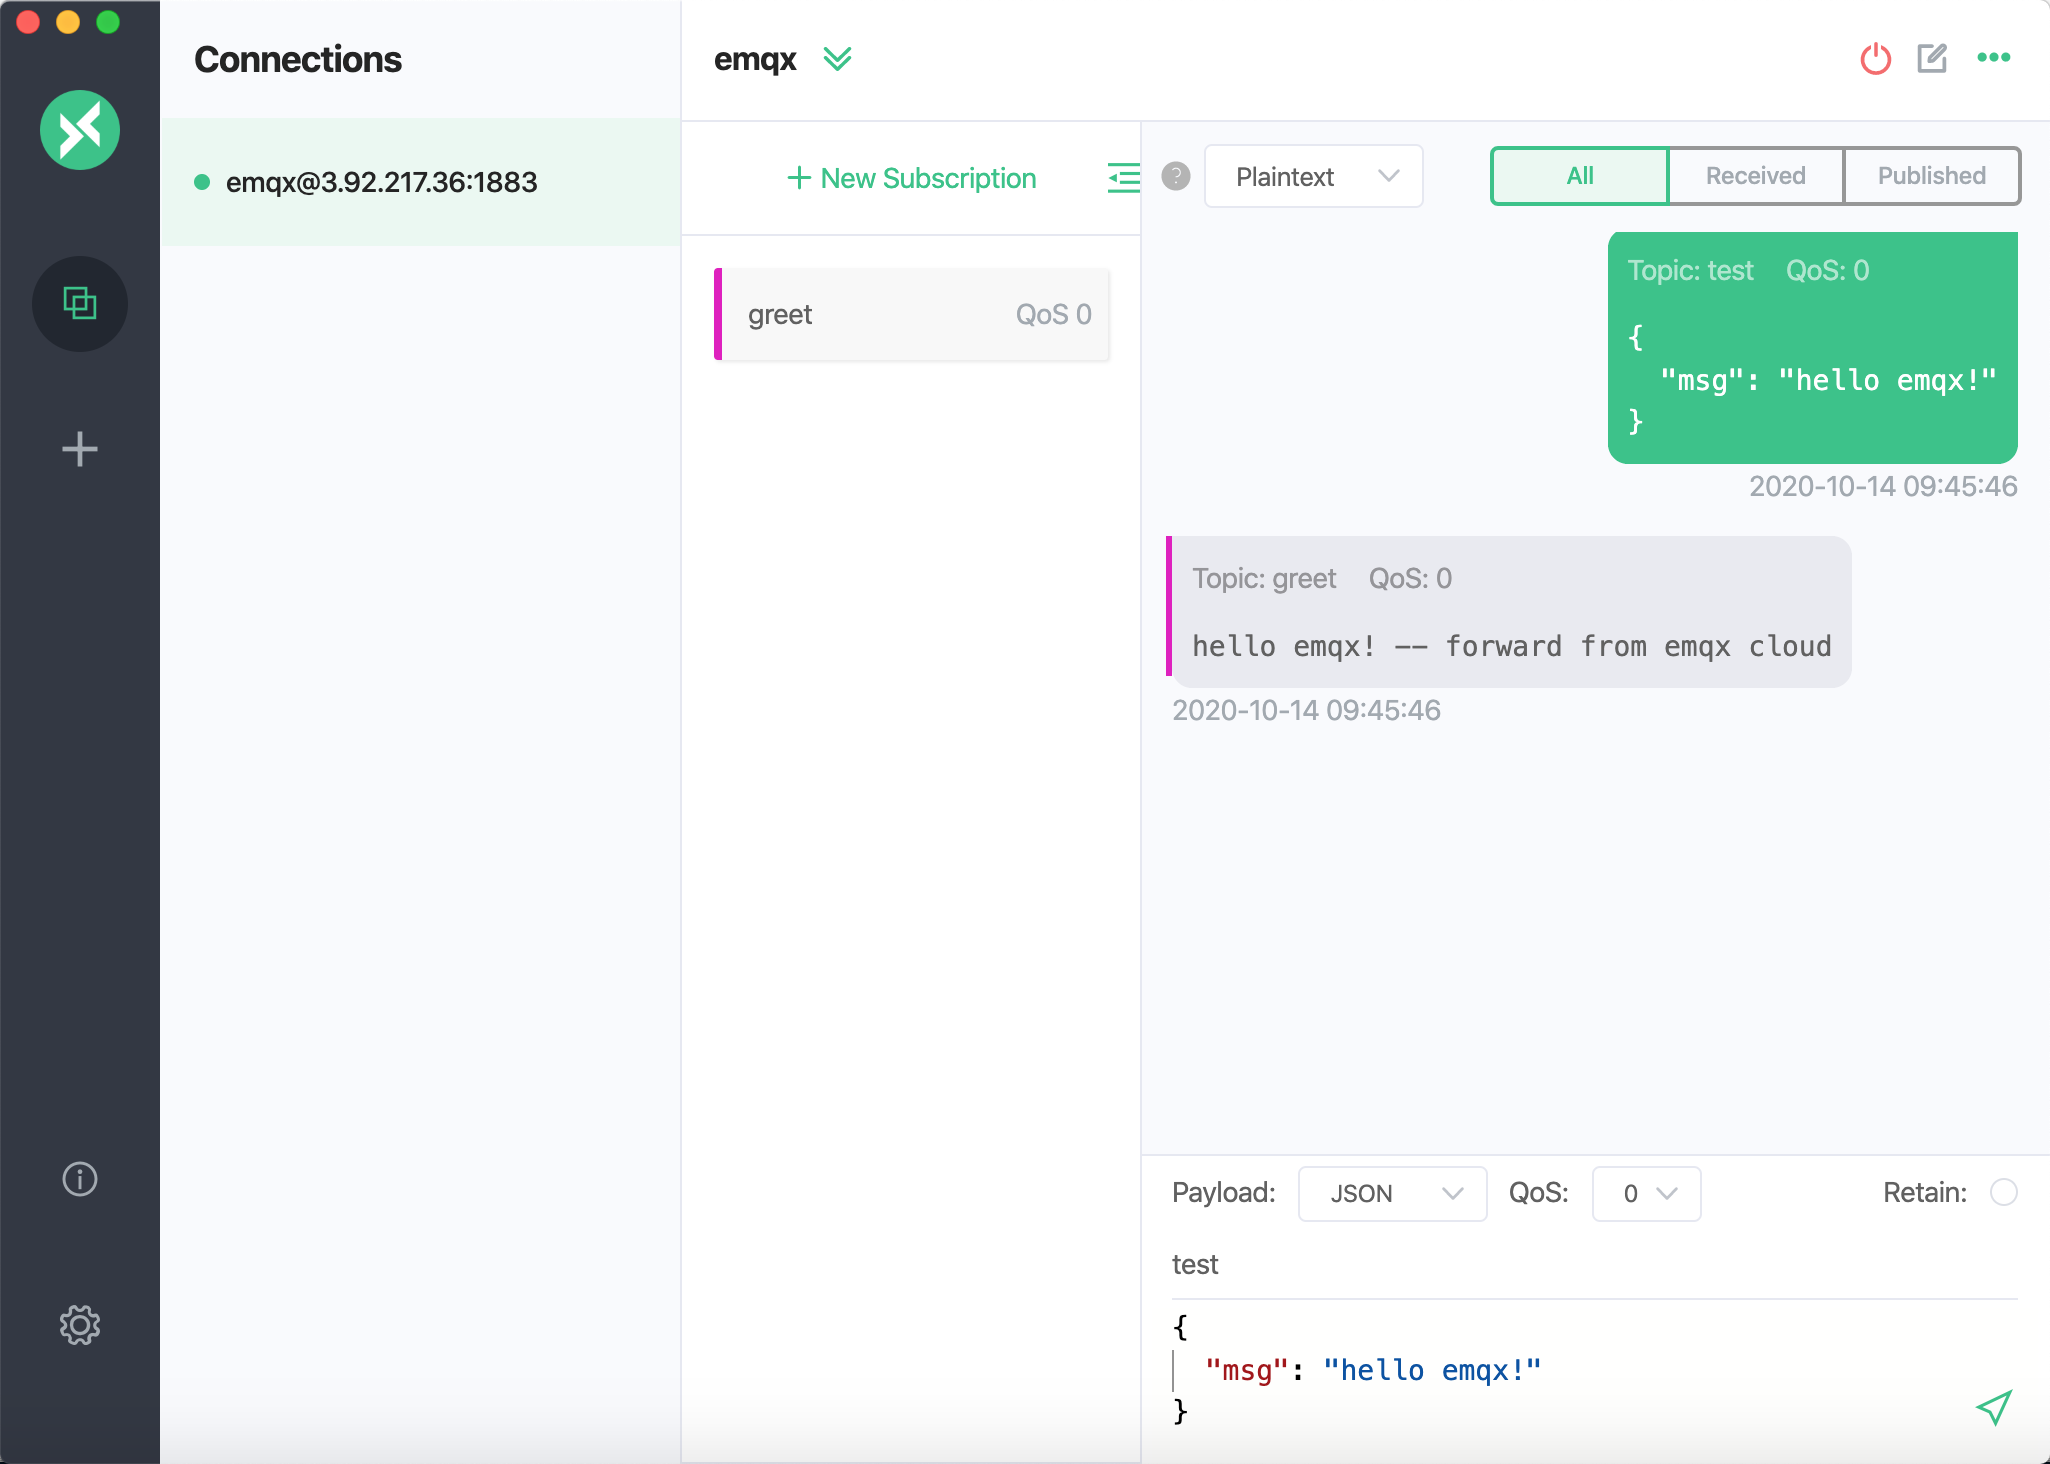 Connections
emqx@3.92.217.36:1883
emqx
+ New Subscription
greet QoS 0
? Plaintext
All Received Published
Topic: test QoS: 0
{
"msg": "hello emqx!"
}
2020-10-14 09:45:46
Topic: greet QoS: 0
hello emqx! -- forward from emqx cloud
2020-10-14 09:45:46
Payload: JSON QoS: 0 Retain:
test
{
"msg": "hello emqx!"
}